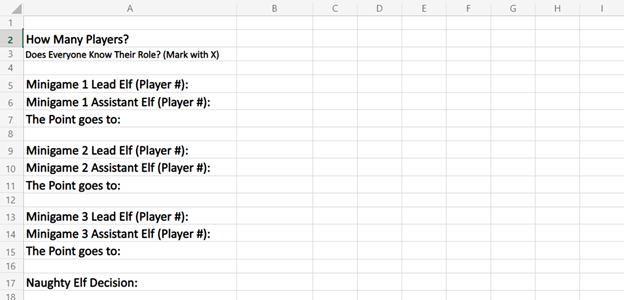 A B C D E F G H I
1
2 How Many Players?
3 Does Everyone Know Their Role? (Mark with X)
4
5 Minigame 1 Lead Elf (Player #):
6 Minigame 1 Assistant Elf (Player #):
7 The Point goes to:
8
9 Minigame 2 Lead Elf (Player #):
10 Minigame 2 Assistant Elf (Player #):
11 The Point goes to:
12
13 Minigame 3 Lead Elf (Player #):
14 Minigame 3 Assistant Elf (Player #):
15 The Point goes to:
16
17 Naughty Elf Decision:
18